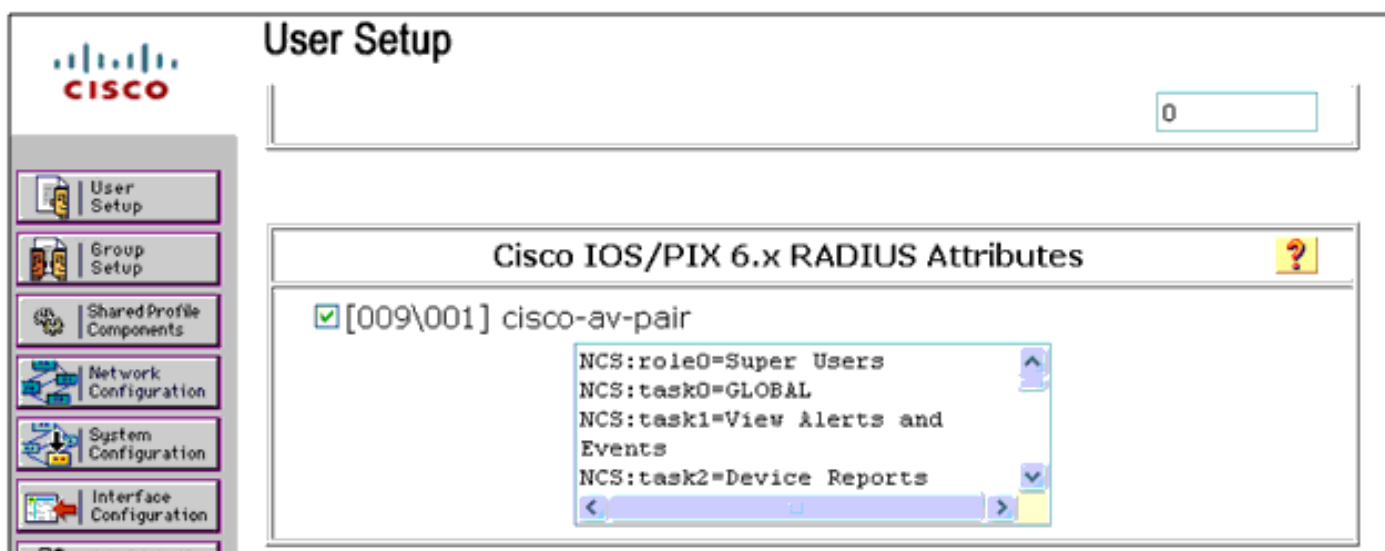 CISCO
User Setup
0
User
Setup
Group
Setup
Shared Profile
Components
Network
Configuration
System
Configuration
Interface
Configuration
Cisco IOS/PIX 6.x RADIUS Attributes
?
[009\001] cisco-av-pair
NCS:role0=Super Users
NCS:task0=GLOBAL
NCS:task1=View Alerts and
Events
NCS:task2=Device Reports